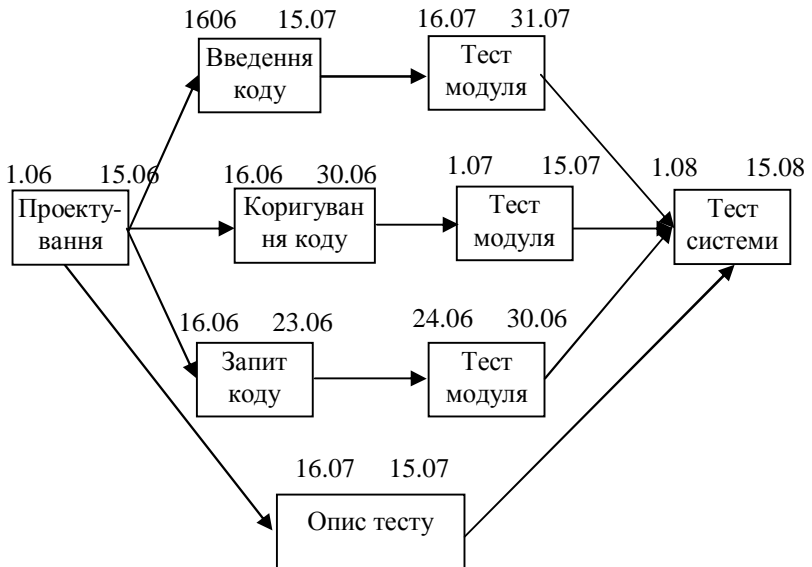 1606 15.07 16.07 31.07
Введення Тест
коду модуля
1.06 15.06 16.06 30.06 1.07 15.07 1.08 15.08
Проекту- Коригуван Тест Тест
вання ня коду модуля системи
16.06 23.06 24.06 30.06
Запит Тест
коду модуля
16.07 15.07
Опис тесту